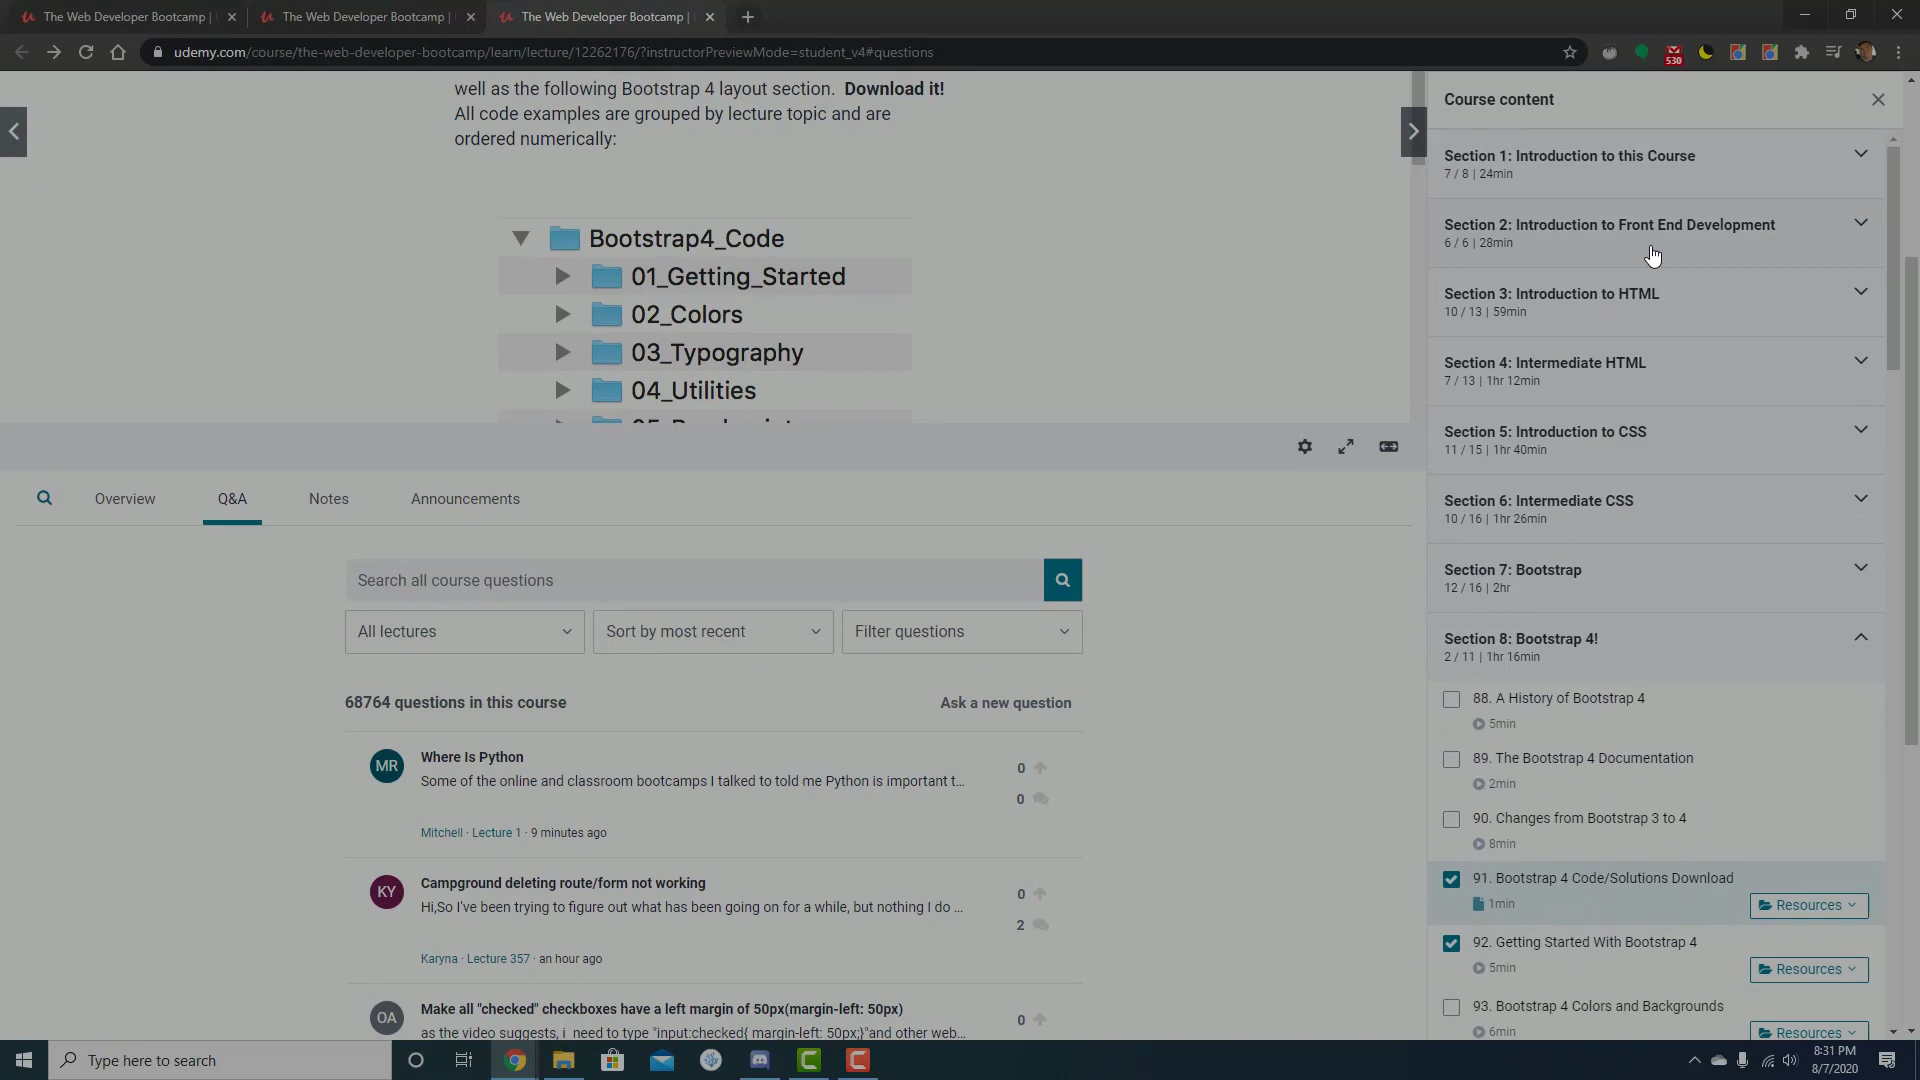 The Web Developer Bootcamp |
The Web Developer Bootcamp |
The Web Developer Bootcamp |
udemy.com/course/the-web-developer-bootcamp/learn/lecture/12262176/?instructorPreviewMode=student_v4#questions
530
well as the following Bootstrap 4 layout section. Download it!
All code examples are grouped by lecture topic and are
ordered numerically:
Bootstrap4_Code
01_Getting_Started
02_Colors
03_Typography
04_Utilities
Overview
Q&A
Notes
Announcements
Search all course questions
All lectures
Sort by most recent
Filter questions
68764 questions in this course
Ask a new question
MR
Where Is Python
Some of the online and classroom bootcamps I talked to told me Python is important t...
0
0
Mitchell · Lecture 1 · 9 minutes ago
KY
Campground deleting route/form not working
Hi,So I've been trying to figure out what has been going on for a while, but nothing I do ...
0
2
Karyna · Lecture 357 · an hour ago
OA
Make all "checked" checkboxes have a left margin of 50px(margin-left: 50px)
as the video suggests, i need to type "input:checked{ margin-left: 50px;}"and other web...
0
Course content
Section 1: Introduction to this Course
7 / 8 | 24min
Section 2: Introduction to Front End Development
6 / 6 | 28min
Section 3: Introduction to HTML
10 / 13 | 59min
Section 4: Intermediate HTML
7 / 13 | 1hr 12min
Section 5: Introduction to CSS
11 / 15 | 1hr 40min
Section 6: Intermediate CSS
10 / 16 | 1hr 26min
Section 7: Bootstrap
12 / 16 | 2hr
Section 8: Bootstrap 4!
2 / 11 | 1hr 16min
88. A History of Bootstrap 4
5min
89. The Bootstrap 4 Documentation
2min
90. Changes from Bootstrap 3 to 4
8min
91. Bootstrap 4 Code/Solutions Download
1min
Resources
92. Getting Started With Bootstrap 4
5min
Resources
93. Bootstrap 4 Colors and Backgrounds
6min
Resources
Type here to search
8:31 PM
8/7/2020